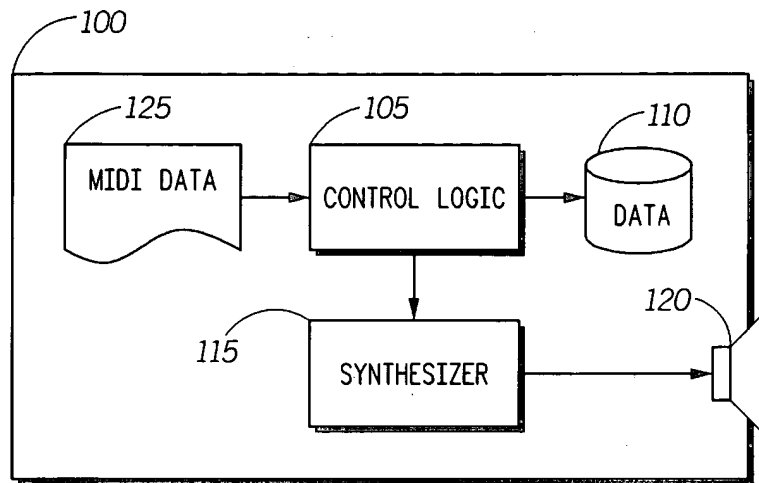 100
125
105
110
MIDI DATA
CONTROL LOGIC
DATA
115
120
SYNTHESIZER